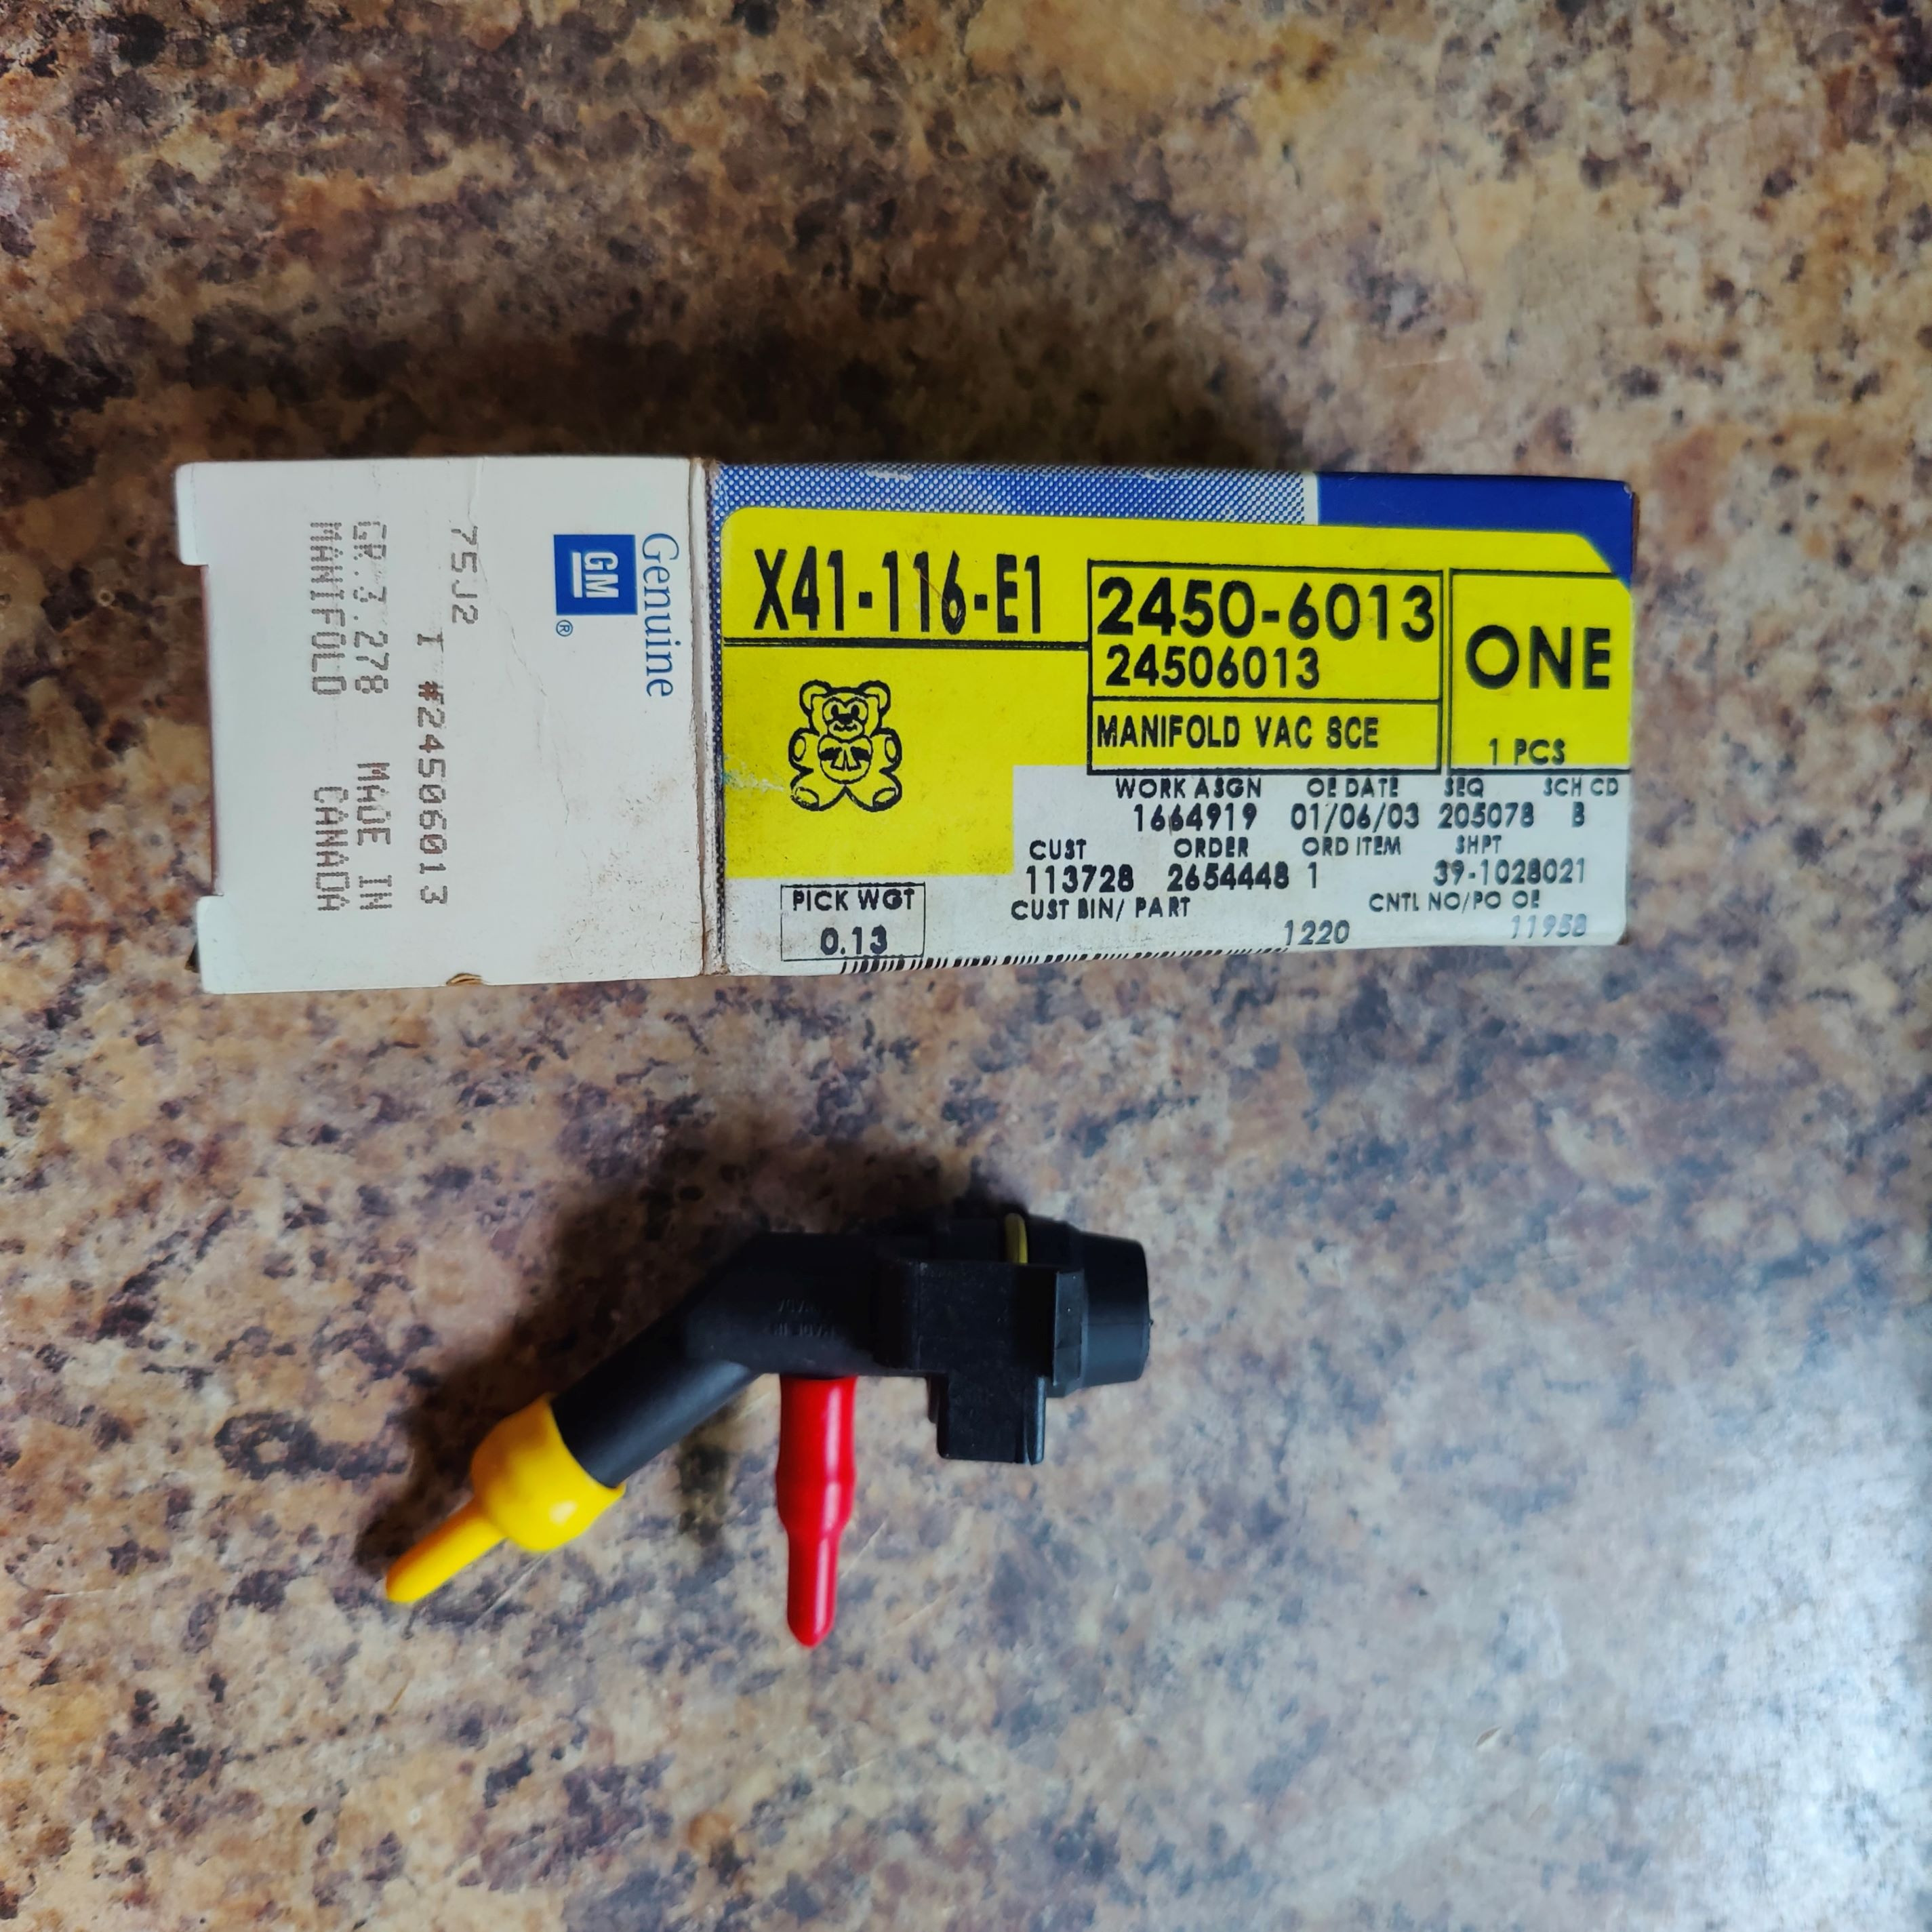 Genuine
GM
®
75J2
I #24506013
GR.3.278 MADE IN
MANIFOLD CANADA
X41-116-E1
2450-6013
24506013
MANIFOLD VAC SCE
ONE
1 PCS
WORK ASGN OE DATE SEQ SCH CD
1664919 01/06/03 205078 B
CUST ORDER ORD ITEM SHPT
113728 2654448 1 39-1028021
CUST BIN/ PART CNTL NO/PO OE
1220 11958
PICK WGT
0.13